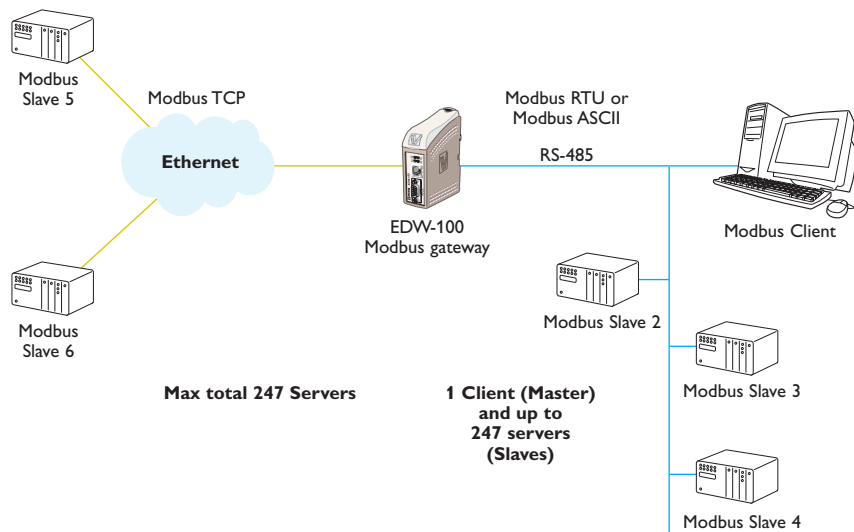 Modbus
Slave 5
Modbus TCP
Ethernet
Modbus RTU or
Modbus ASCII
RS-485
EDW-100
Modbus gateway
Modbus Client
Modbus
Slave 6
Modbus Slave 2
Modbus Slave 3
Max total 247 Servers
1 Client (Master)
and up to
247 servers
(Slaves)
Modbus Slave 4